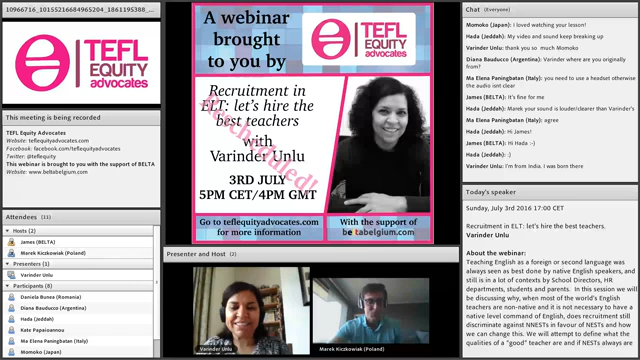 10966716_10155216684965204_1861195388_...
TEFL
EQUITY
advocates
This meeting is being recorded
TEFL Equity Advocates
Website: teflequityadvocates.com
Facebook: facebook.com/teflequity
Twitter: @teflequity
This webinar is brought to you with the support of BELTA
Website: www.beltabelgium.com
Attendees (11)
Hosts (2)
James (BELTA)
Marek Kiczkowiak (Poland)
Presenters (1)
Varinder Unlu
Participants (8)
Daniela Bunea (Romania)
Diana Bauducco (Argentina)
Hada (Jeddah)
Kate Papaioannou
Ma Elena Paningbatan (It...
Momoko (Japan)
A webinar
brought
to you by
TEFL
EQUITY
advocates
Recruitment in
ELT: let's hire the
best teachers
with
Varinder Unlu
Rescheduled!
3RD JULY
5PM CET/4PM GMT
Go to teflequityadvocates.com
for more information
With the support of
beltabelgium.com
Presenter and Host (2)
Varinder Unlu
Marek Kiczkowiak (Poland)
Chat (Everyone)
Momoko (Japan): I loved watching your lesson!
Hada (Jeddah): My video and sound keep breaking up
Varinder Unlu: thank you so much Momoko
Diana Bauducco (Argentina): Varinder where are you originally
from?
Ma Elena Paningbatan (Italy): you need to use a headset otherwise
the audio isnt clear
James (BELTA): It's fine for me
Hada (Jeddah): Marek your sound is louder/clearer than Varinder's
Ma Elena Paningbatan (Italy): agree
Hada (Jeddah): Hi James!
James (BELTA): Hi Hada :-)
Hada (Jeddah): :)
Varinder Unlu: I'm from India. I was born there
Today's speaker
Sunday, July 3rd 2016 17:00 CET
Recruitment in ELT: let's hire the best teachers.
Varinder Unlu
About the webinar:
Teaching English as a foreign or second language was
always seen as best done by native English speakers, and
still is in a lot of contexts by School Directors, HR
departments, students and parents. In this session we will
be discussing why, when most of the world's English
teachers are non-native and it is not necessary to have a
native level command of English, does recruitment still
discriminate against NNESTs in favour of NESTs and how
we can change this. We will attempt to define what the
qualities of a "good" teacher are and if NESTs always are